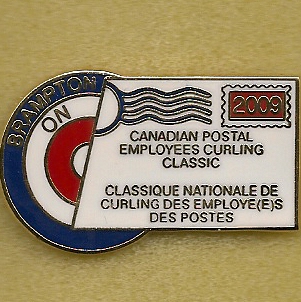 BRAMPTON
ON
2009
CANADIAN POSTAL
EMPLOYEES CURLING
CLASSIC
CLASSIQUE NATIONALE DE
CURLING DES EMPLOYE(E)S
DES POSTES